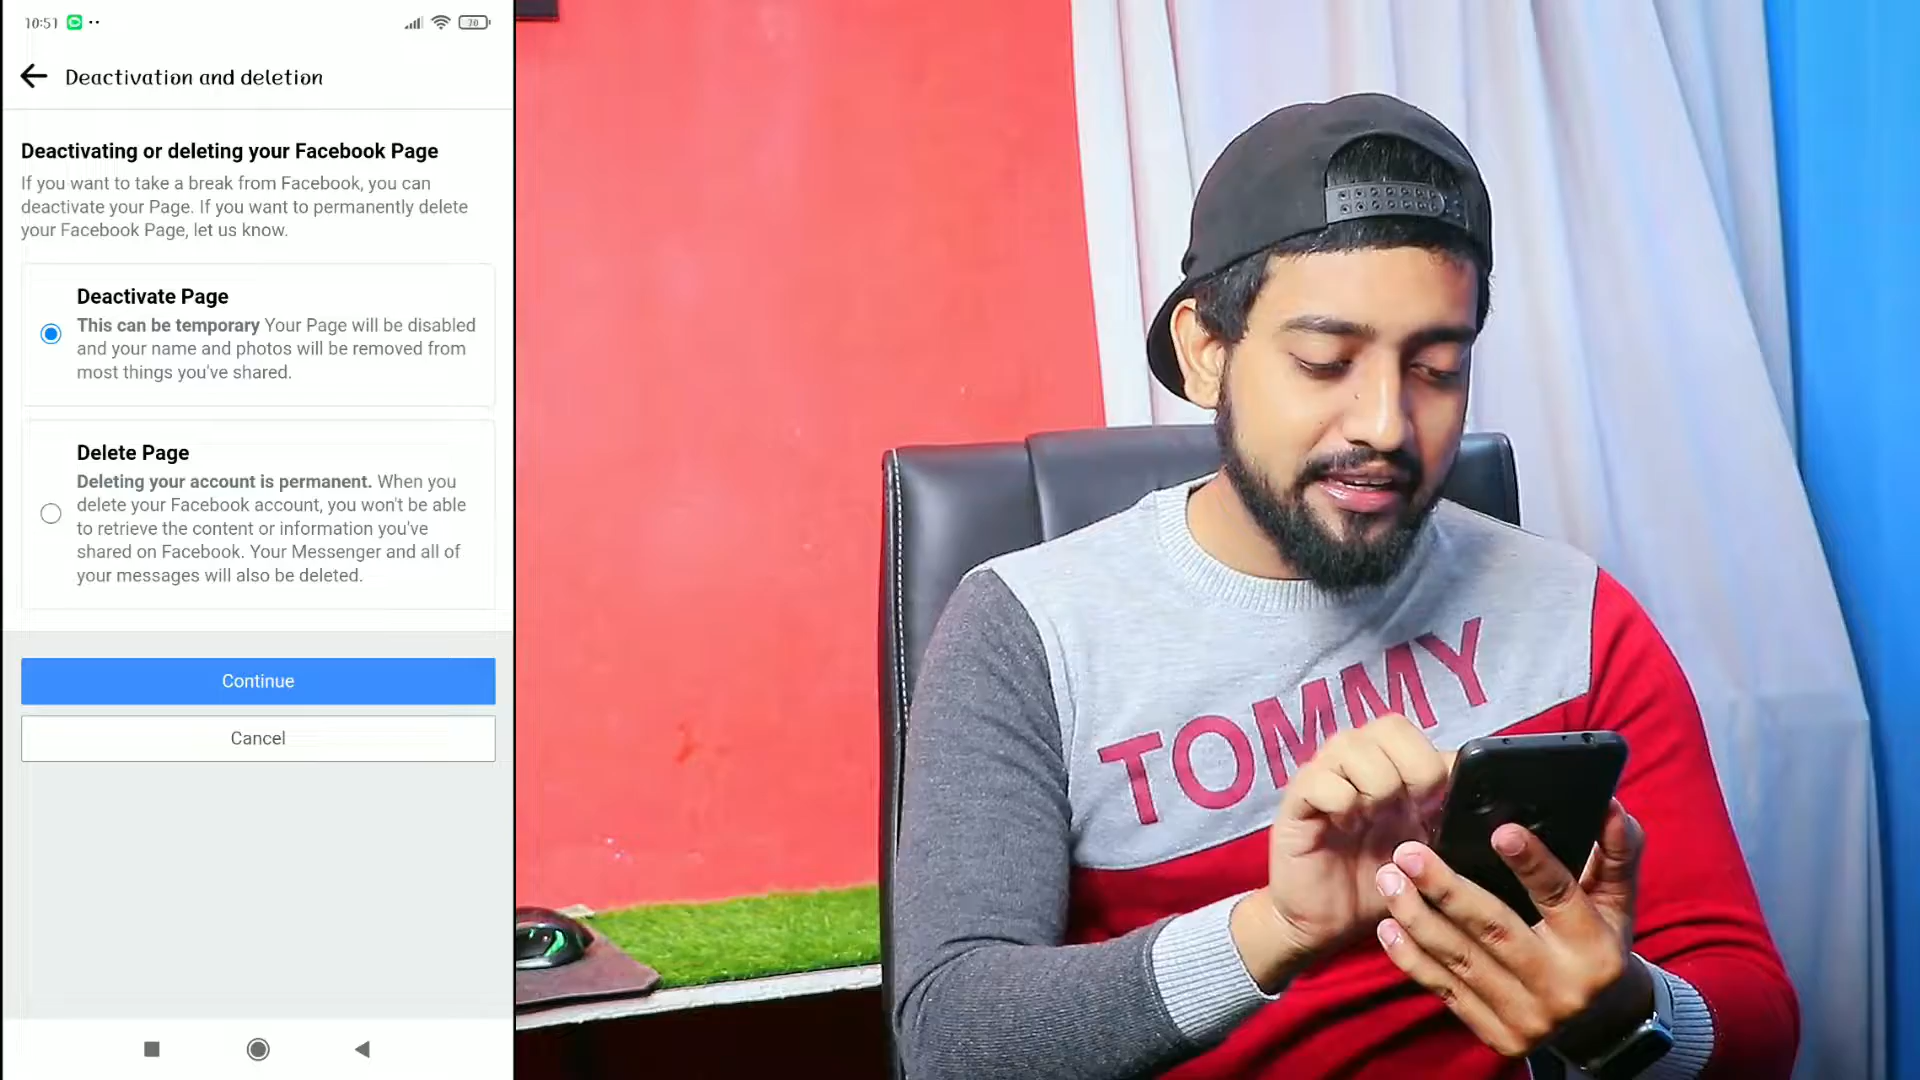 10:51
70
Deactivation and deletion
Deactivating or deleting your Facebook Page
If you want to take a break from Facebook, you can
deactivate your Page. If you want to permanently delete
your Facebook Page, let us know.
Deactivate Page
This can be temporary Your Page will be disabled
and your name and photos will be removed from
most things you've shared.
Delete Page
Deleting your account is permanent. When you
delete your Facebook account, you won't be able
to retrieve the content or information you've
shared on Facebook. Your Messenger and all of
your messages will also be deleted.
Continue
Cancel
TOMMY